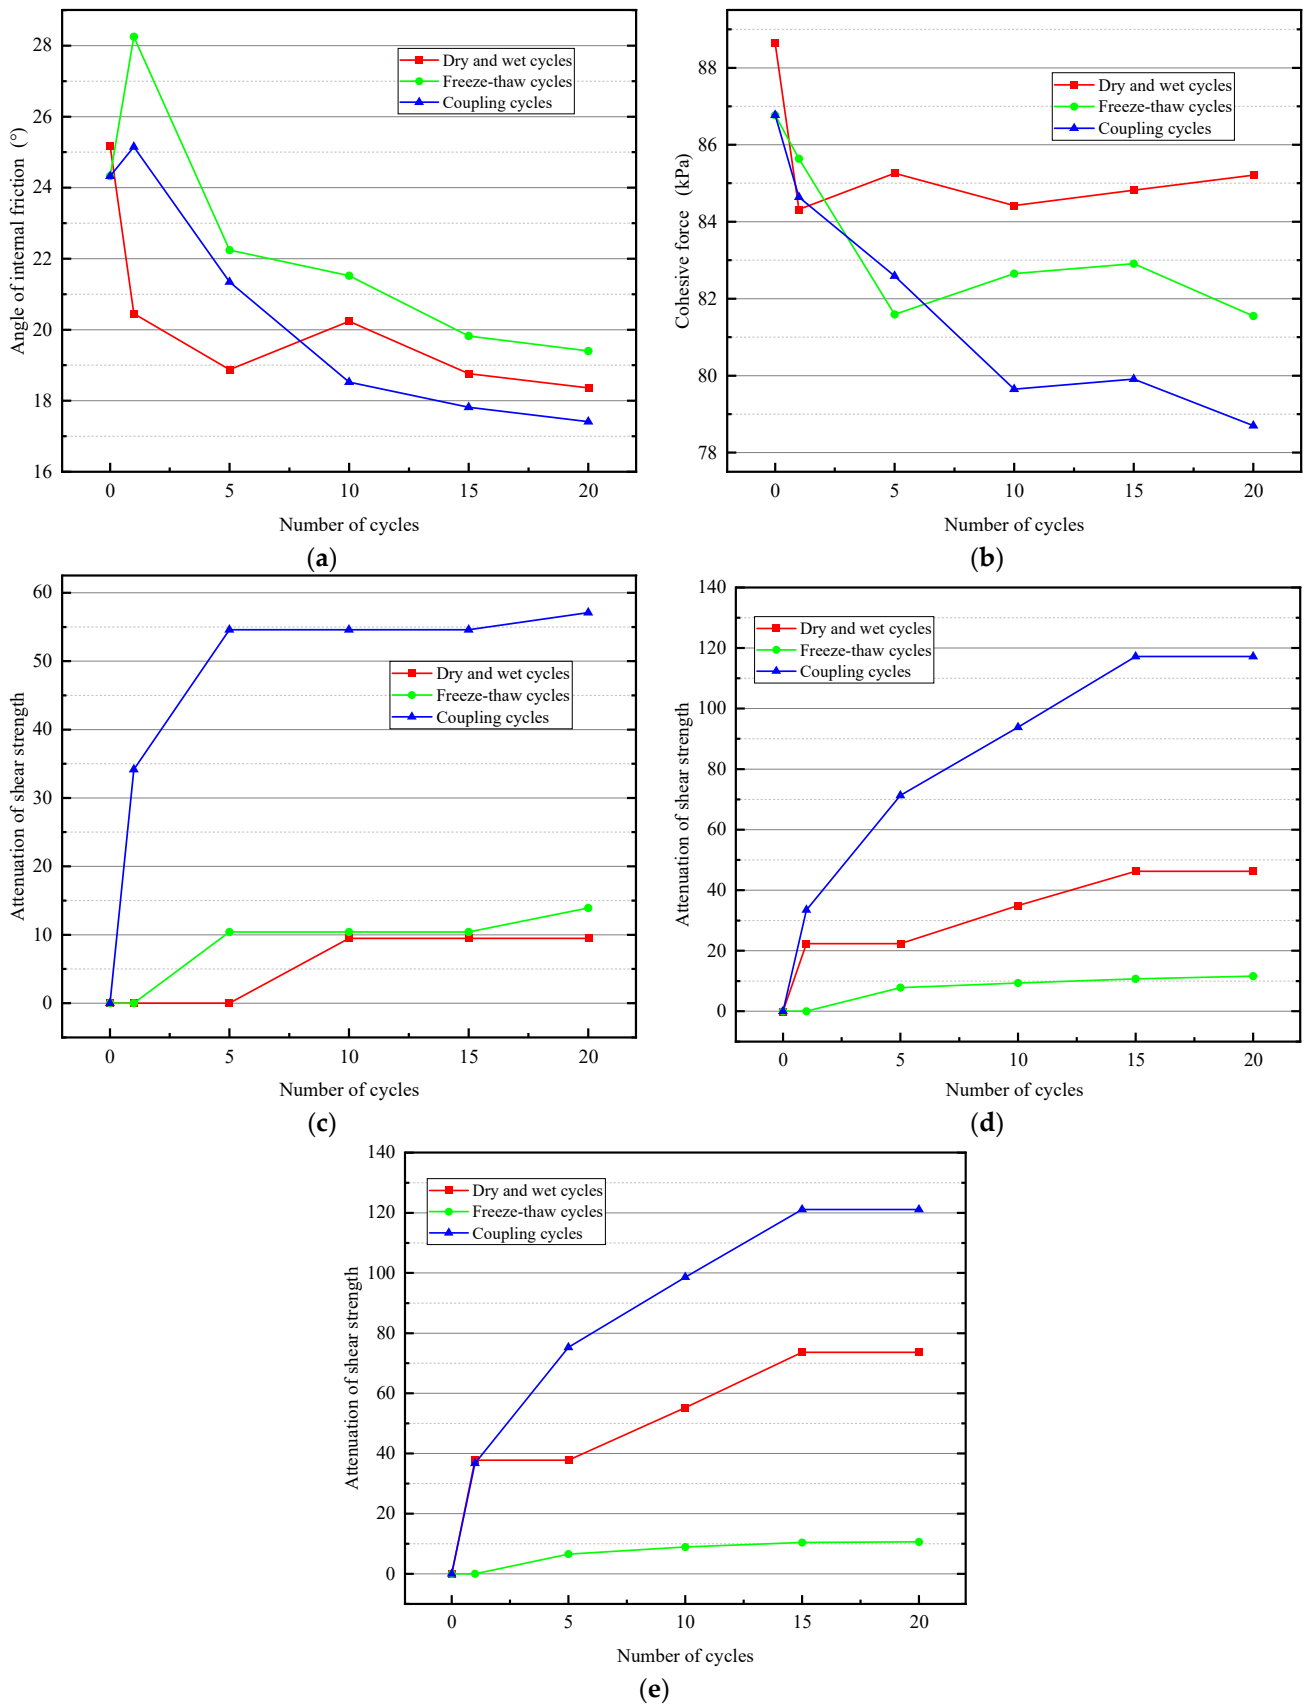 28
26
24
22
20
18
16
Angle of internal friction (°)
Dry and wet cycles
Freeze-thaw cycles
Coupling cycles
0 5 10 15 20
Number of cycles
(a)
88
86
84
82
80
78
Cohesive force (kPa)
Dry and wet cycles
Freeze-thaw cycles
Coupling cycles
0 5 10 15 20
Number of cycles
(b)
60
50
40
30
20
10
0
Attenuation of shear strength
Dry and wet cycles
Freeze-thaw cycles
Coupling cycles
0 5 10 15 20
Number of cycles
(c)
140
120
100
80
60
40
20
0
Attenuation of shear strength
Dry and wet cycles
Freeze-thaw cycles
Coupling cycles
0 5 10 15 20
Number of cycles
(d)
140
120
100
80
60
40
20
0
Attenuation of shear strength
Dry and wet cycles
Freeze-thaw cycles
Coupling cycles
0 5 10 15 20
Number of cycles
(e)